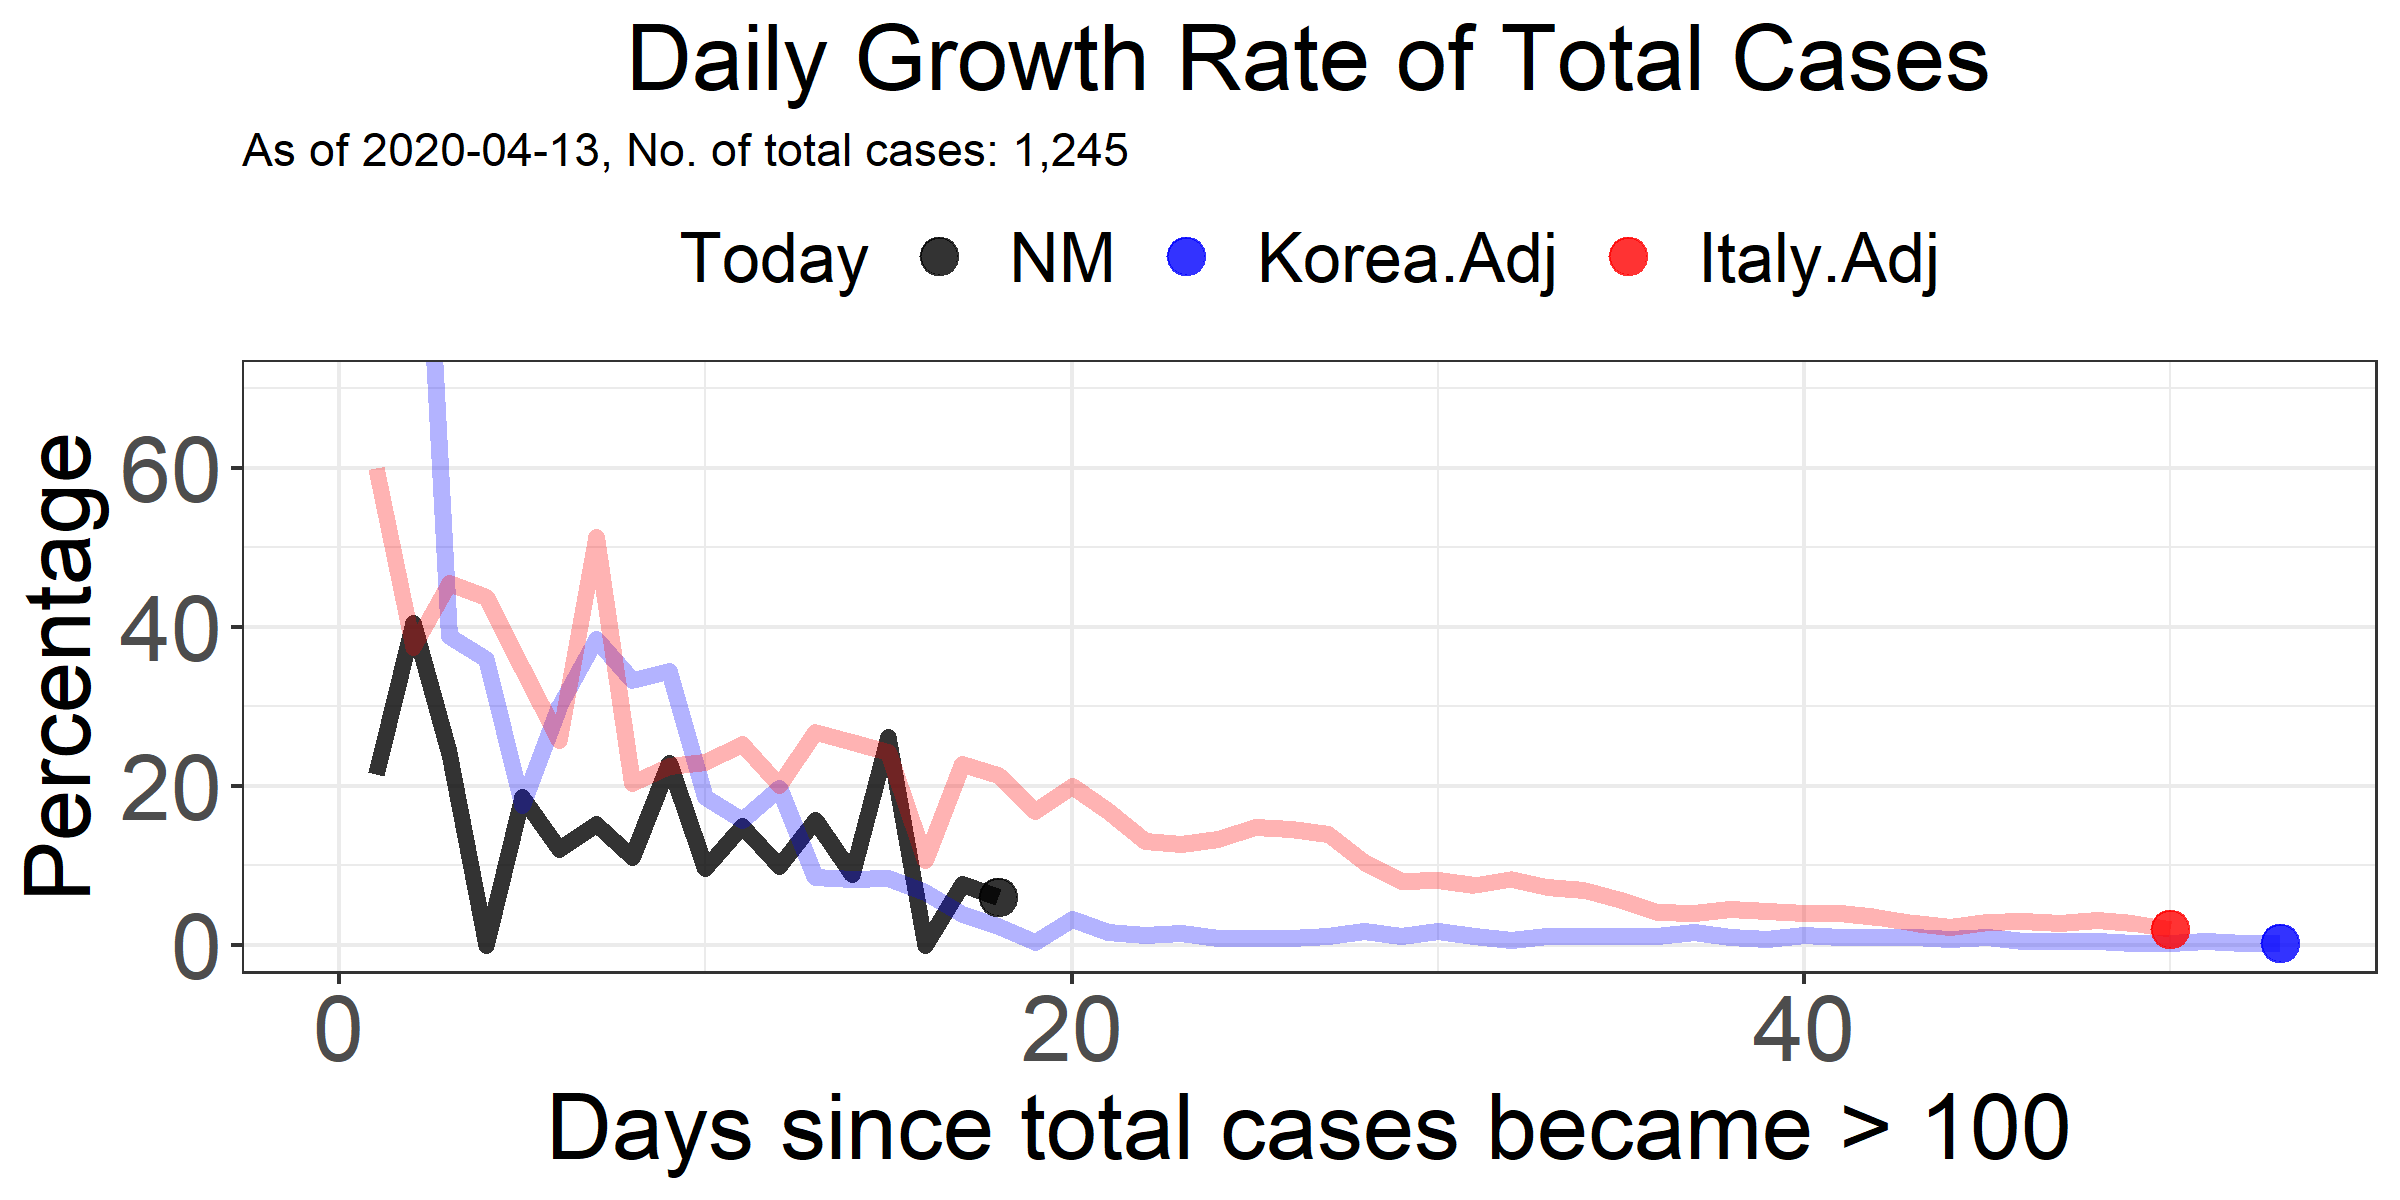 Daily Growth Rate of Total Cases
As of 2020-04-13, No. of total cases: 1,245
Today NM Korea.Adj Italy.Adj
Percentage
60
40
20
0
0 20 40
Days since total cases became > 100